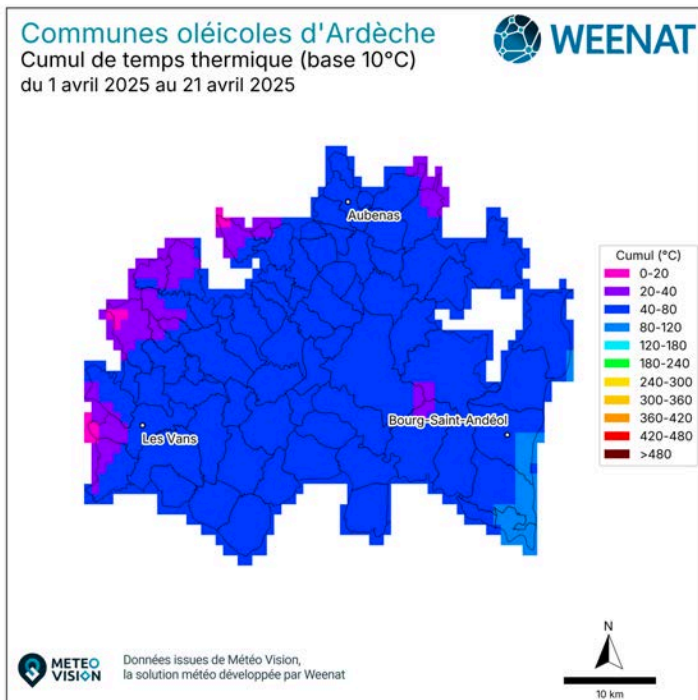 Communes oléicoles d'Ardèche
Cumul de temps thermique (base 10°C)
du 1 avril 2025 au 21 avril 2025
WEENAT
Aubenas
Bourg-Saint-Andéol
Les Vans
Cumul (°C)
0-20
20-40
40-80
80-120
120-180
180-240
240-300
300-360
360-420
420-480
>480
METEO
VISION
Données issues de Météo Vision,
la solution météo développée par Weenat
N
10 km